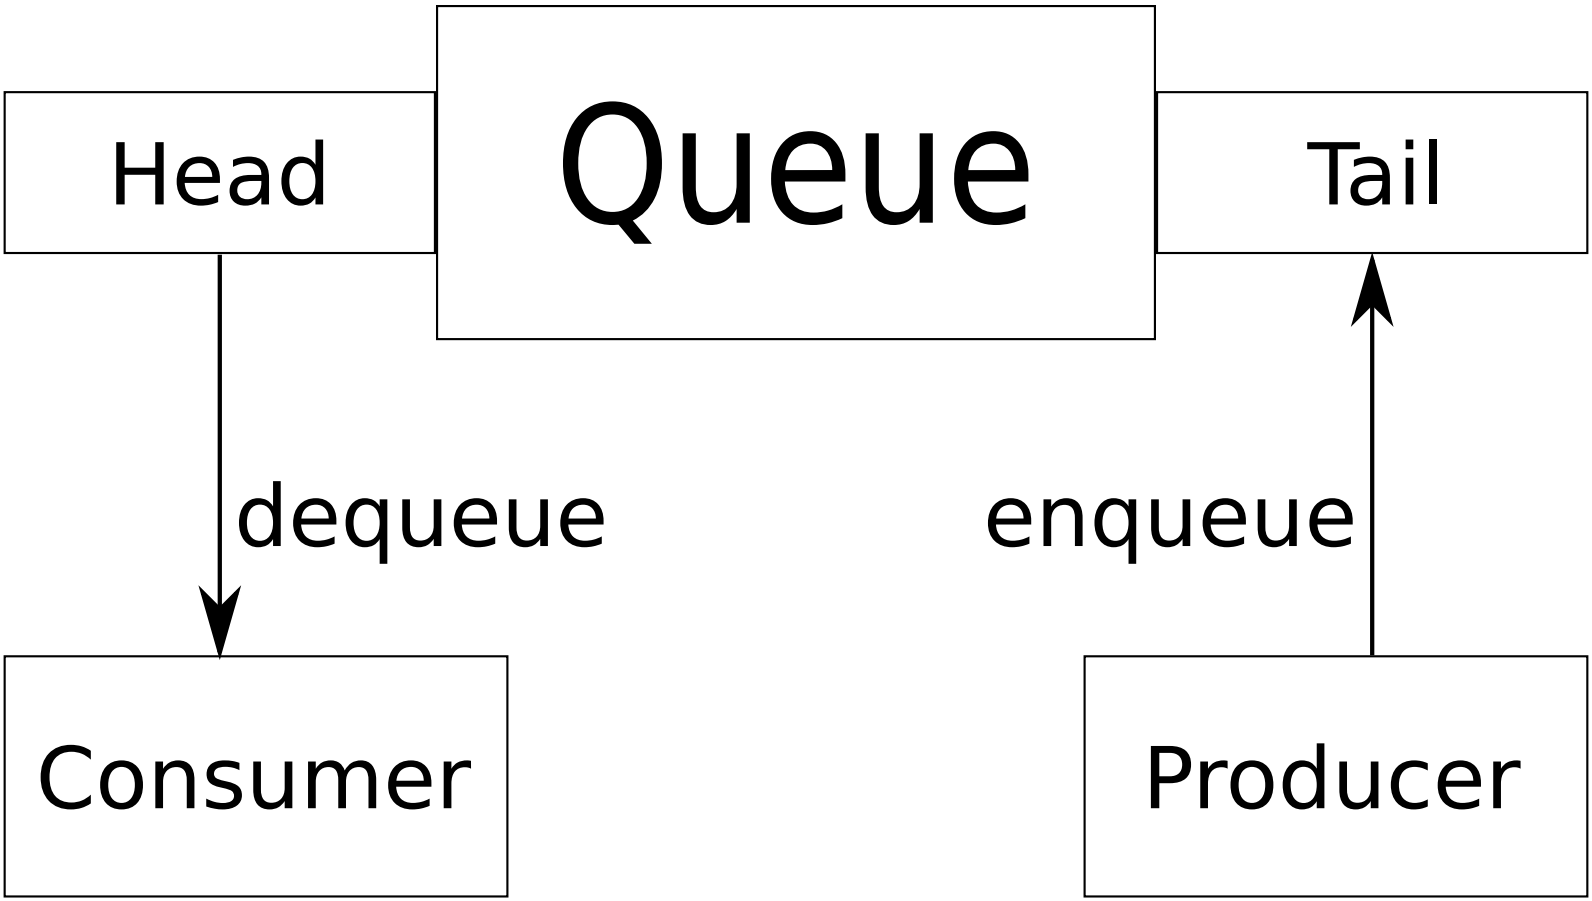 Head
Queue
Tail
dequeue
enqueue
Consumer
Producer